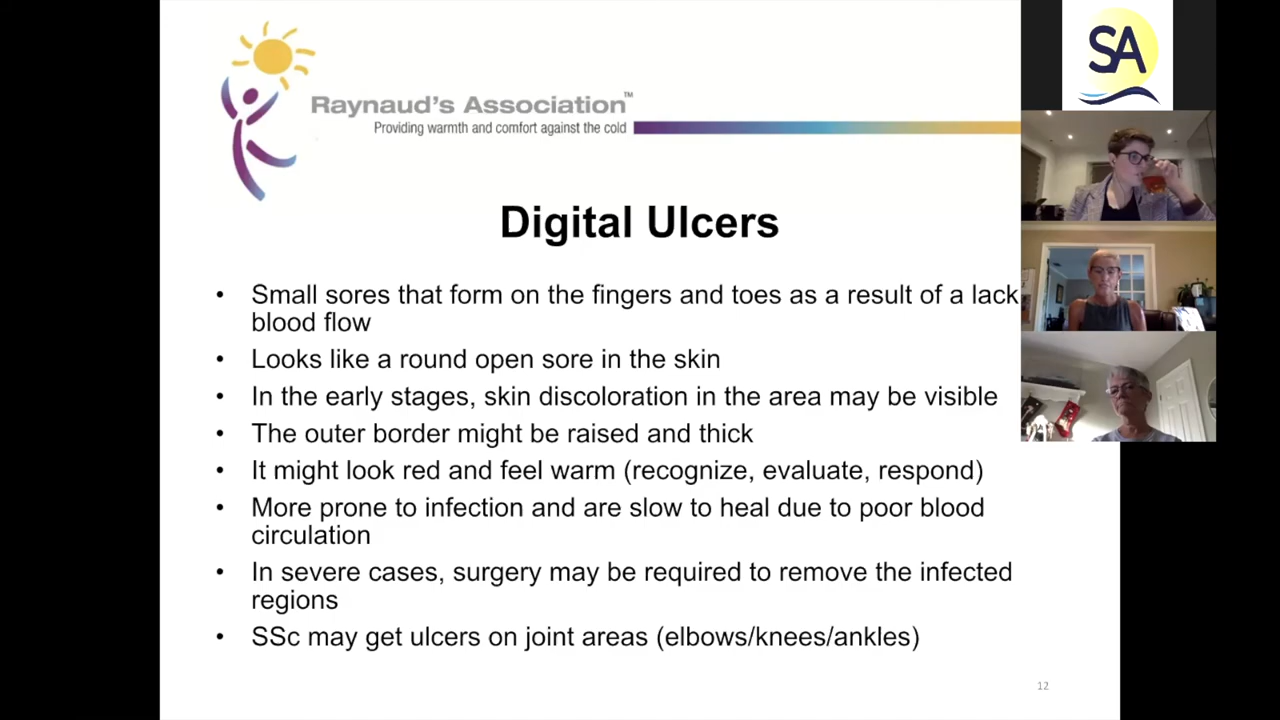 SA
Raynaud's Association™
Providing warmth and comfort against the cold
Digital Ulcers
• Small sores that form on the fingers and toes as a result of a lack
blood flow
• Looks like a round open sore in the skin
• In the early stages, skin discoloration in the area may be visible
• The outer border might be raised and thick
• It might look red and feel warm (recognize, evaluate, respond)
• More prone to infection and are slow to heal due to poor blood
circulation
• In severe cases, surgery may be required to remove the infected
regions
• SSc may get ulcers on joint areas (elbows/knees/ankles)
12